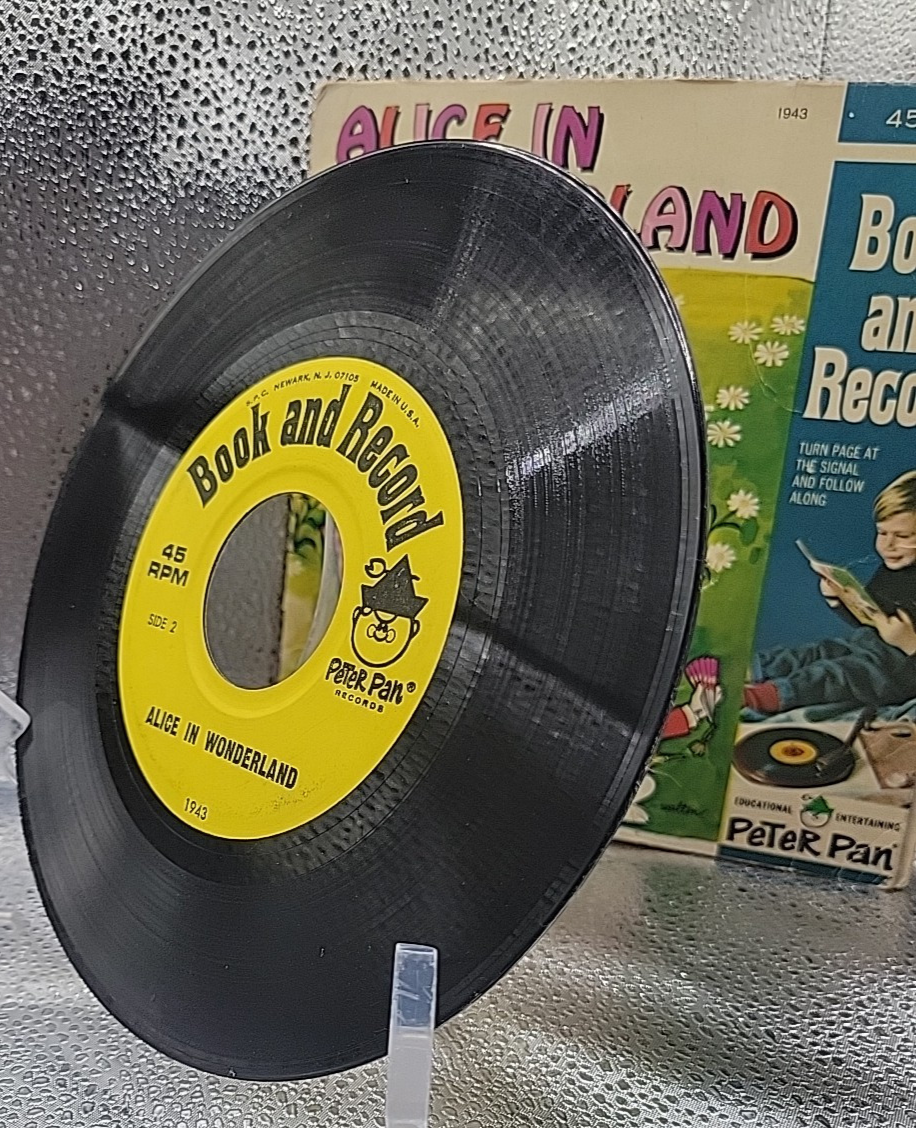 ALICE IN
LAND
1943
45
Bo
an
Reco
TURN PAGE AT
THE SIGNAL
AND FOLLOW
ALONG
EDUCATIONAL
ENTERTAINING
PETER PAN
walton
P.P.C. NEWARK, N. J. 07105 MADE IN U.S.A.
Book and Record
45
RPM
SIDE 2
PETER PAN®
RECORDS
ALICE IN WONDERLAND
1943